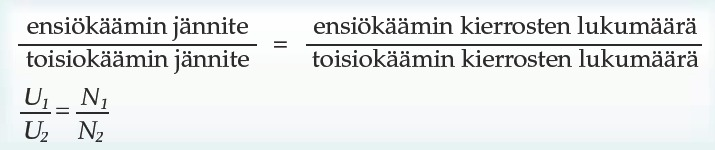 ensiökäämin jännite = ensiökäämin kierrosten lukumäärä
toisiokäämin jännite toisiokäämin kierrosten lukumäärä
U1 = N1
U2 N2